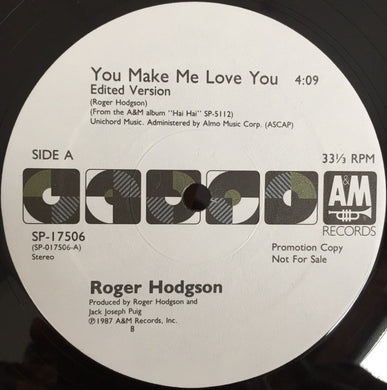 You Make Me Love You 4:09
Edited Version
(Roger Hodgson)
(From the A&M album "Hai Hai" SP-5112)
Unichord Music. Administered by Almo Music Corp. (ASCAP)
SIDE A 33⅓ RPM
A&M
RECORDS
SP-17506
(SP-017506-A)
Stereo
Promotion Copy
Not For Sale
Roger Hodgson
Produced by Roger Hodgson and
Jack Joseph Puig
℗1987 A&M Records, Inc.
B